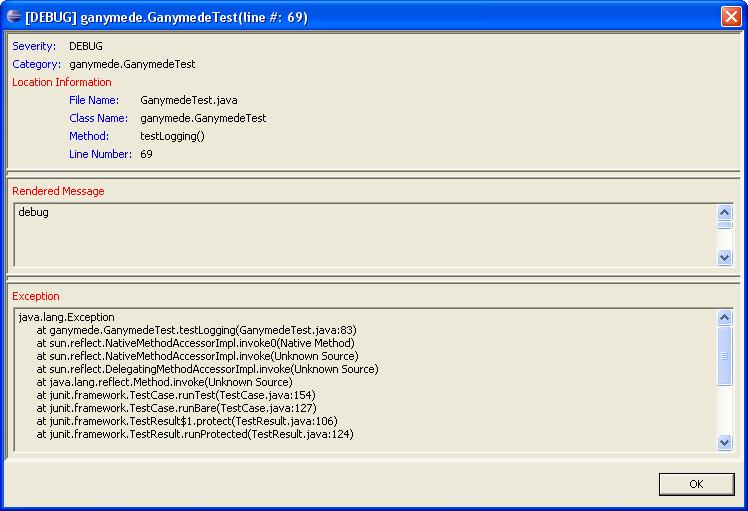 [DEBUG] ganymede.GanymedeTest(line #: 69)
Severity: DEBUG
Category: ganymede.GanymedeTest
Location Information
File Name: GanymedeTest.java
Class Name: ganymede.GanymedeTest
Method: testLogging()
Line Number: 69
Rendered Message
debug
Exception
java.lang.Exception
at ganymede.GanymedeTest.testLogging(GanymedeTest.java:83)
at sun.reflect.NativeMethodAccessorImpl.invoke0(Native Method)
at sun.reflect.NativeMethodAccessorImpl.invoke(Unknown Source)
at sun.reflect.DelegatingMethodAccessorImpl.invoke(Unknown Source)
at java.lang.reflect.Method.invoke(Unknown Source)
at junit.framework.TestCase.runTest(TestCase.java:154)
at junit.framework.TestCase.runBare(TestCase.java:127)
at junit.framework.TestResult$1.protect(TestResult.java:106)
at junit.framework.TestResult.runProtected(TestResult.java:124)
OK